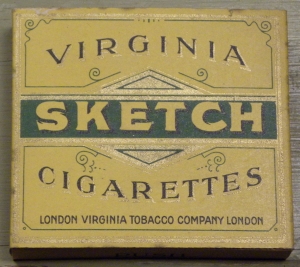 VIRGINIA
SKETCH
CIGARETTES
LONDON VIRGINIA TOBACCO COMPANY LONDON